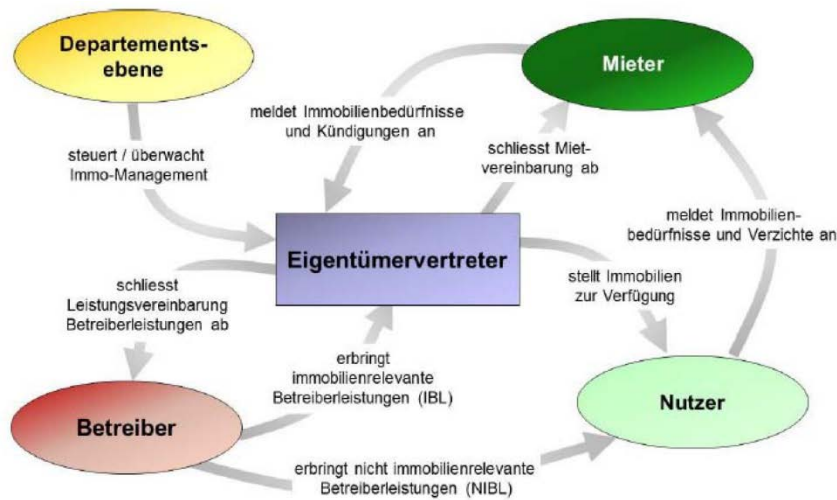 Departements-
ebene
Mieter
meldet Immobilienbedürfnisse
und Kündigungen an
steuert / überwacht
Immo-Management
schliesst Miet-
vereinbarung ab
meldet Immobilien-
bedürfnisse und Verzichte an
Eigentümervertreter
schliesst
Leistungsvereinbarung
Betreiberleistungen ab
stellt Immobilien
zur Verfügung
erbringt
immobilienrelevante
Betreiberleistungen (IBL)
Betreiber
Nutzer
erbringt nicht immobilienrelevante
Betreiberleistungen (NIBL)